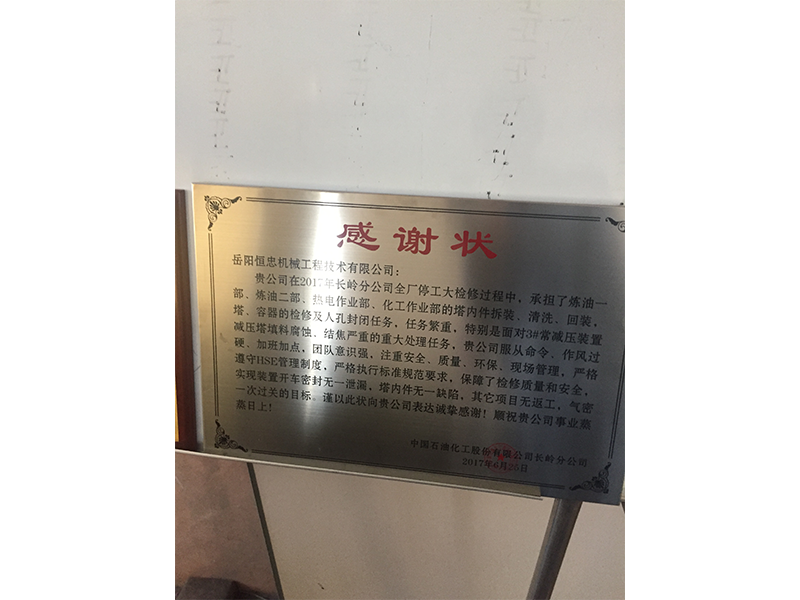 感谢状
岳阳恒忠机械工程技术有限公司：
贵公司在2017年长岭分公司全厂停工大检修过程中，承担了炼油一
部、炼油二部、热电作业部、化工作业部的塔内件拆装、清洗、回装，
塔、容器的检修及人孔封闭任务，任务繁重，特别是面对3#常减压装置
减压塔填料腐蚀、结焦严重的重大处理任务，贵公司服从命令、作风过
硬、加班加点，团队意识强，注重安全、质量、环保、现场管理，严格
遵守HSE管理制度，严格执行标准规范要求，保障了检修质量和安全，
实现装置开车密封无一泄漏，塔内件无一缺陷，其它项目无返工，气密
一次过关的目标。谨以此状向贵公司表达诚挚感谢！顺祝贵公司事业蒸
蒸日上！
中国石油化工股份有限公司长岭分公司
2017年6月26日